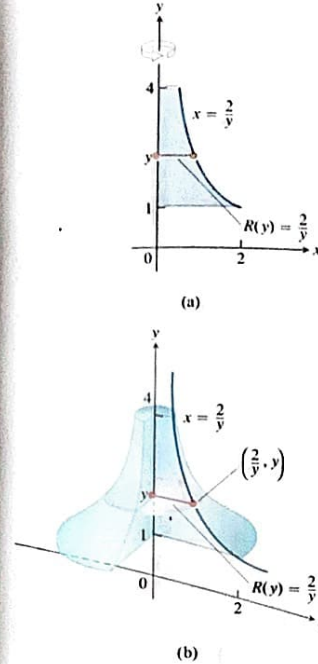 y
4
x = 2/y
y
1
R(y) = 2/y
0
2
x
(a)
y
4
x = 2/y
(2/y, y)
y
1
0
R(y) = 2/y
2
(b)